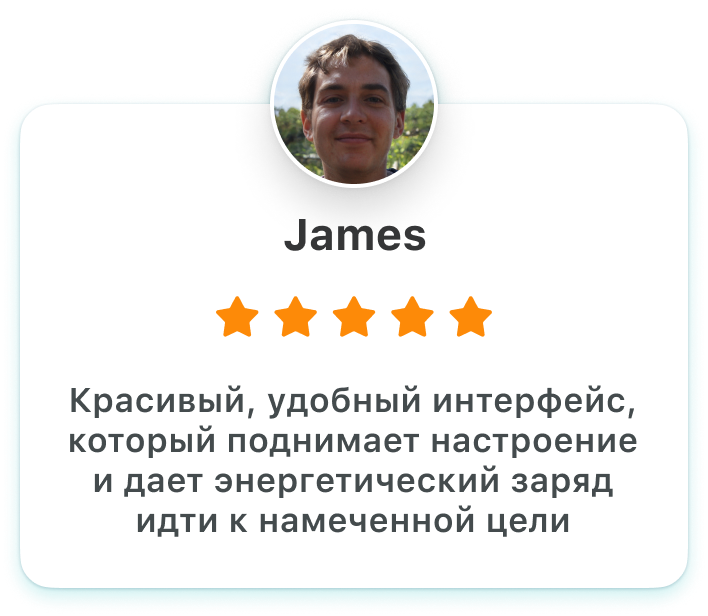 James
Красивый, удобный интерфейс,
который поднимает настроение
и дает энергетический заряд
идти к намеченной цели